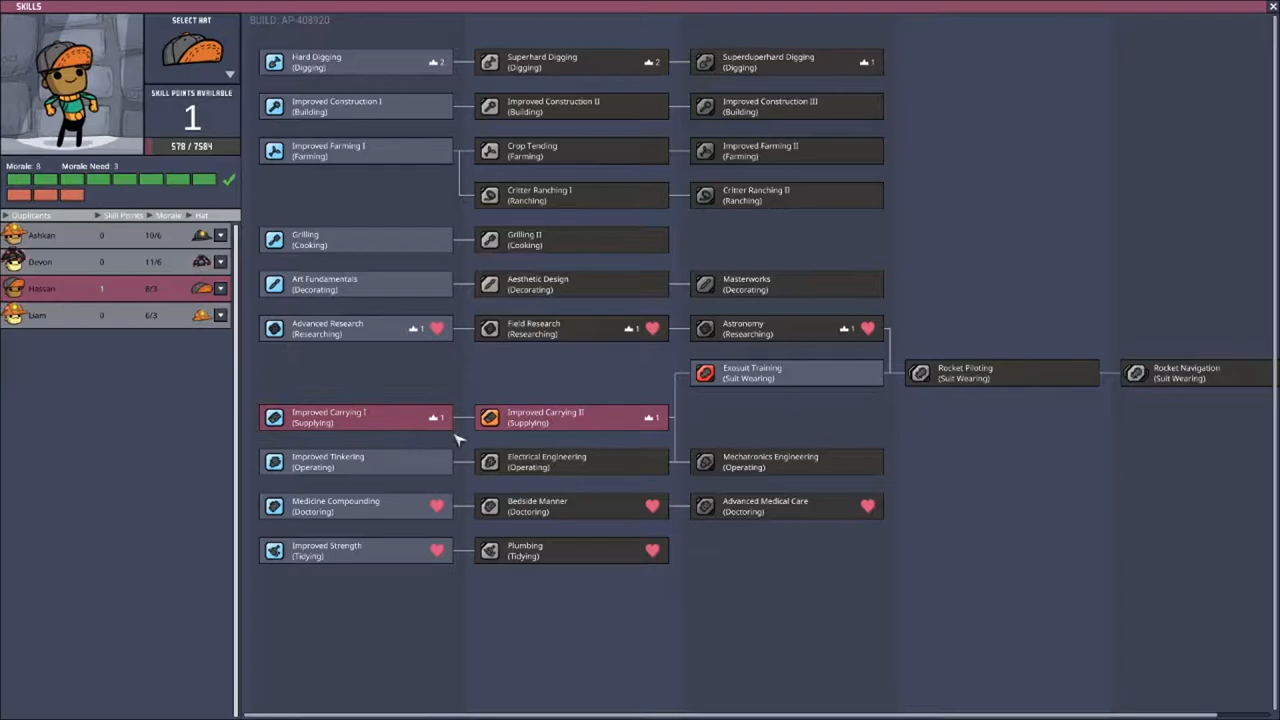 SKILLS
BUILD: AP-408920
SELECT HAT
SKILL POINTS AVAILABLE
1
578 / 7584
Morale: 8 Morale Need: 3
Duplicants Skill Points Morale Hat
Ashkan 0 10/6
Devon 0 11/6
Hassan 1 8/3
Liam 0 6/3
Hard Digging
(Digging)
2
Superhard Digging
(Digging)
2
Superduperhard Digging
(Digging)
1
Improved Construction I
(Building)
Improved Construction II
(Building)
Improved Construction III
(Building)
Improved Farming I
(Farming)
Crop Tending
(Farming)
Improved Farming II
(Farming)
Critter Ranching I
(Ranching)
Critter Ranching II
(Ranching)
Grilling
(Cooking)
Grilling II
(Cooking)
Art Fundamentals
(Decorating)
Aesthetic Design
(Decorating)
Masterworks
(Decorating)
Advanced Research
(Researching)
1
Field Research
(Researching)
1
Astronomy
(Researching)
1
Exosuit Training
(Suit Wearing)
Rocket Piloting
(Suit Wearing)
Rocket Navigation
(Suit Wearing)
Improved Carrying I
(Supplying)
1
Improved Carrying II
(Supplying)
1
Improved Tinkering
(Operating)
Electrical Engineering
(Operating)
Mechatronics Engineering
(Operating)
Medicine Compounding
(Doctoring)
Bedside Manner
(Doctoring)
Advanced Medical Care
(Doctoring)
Improved Strength
(Tidying)
Plumbing
(Tidying)